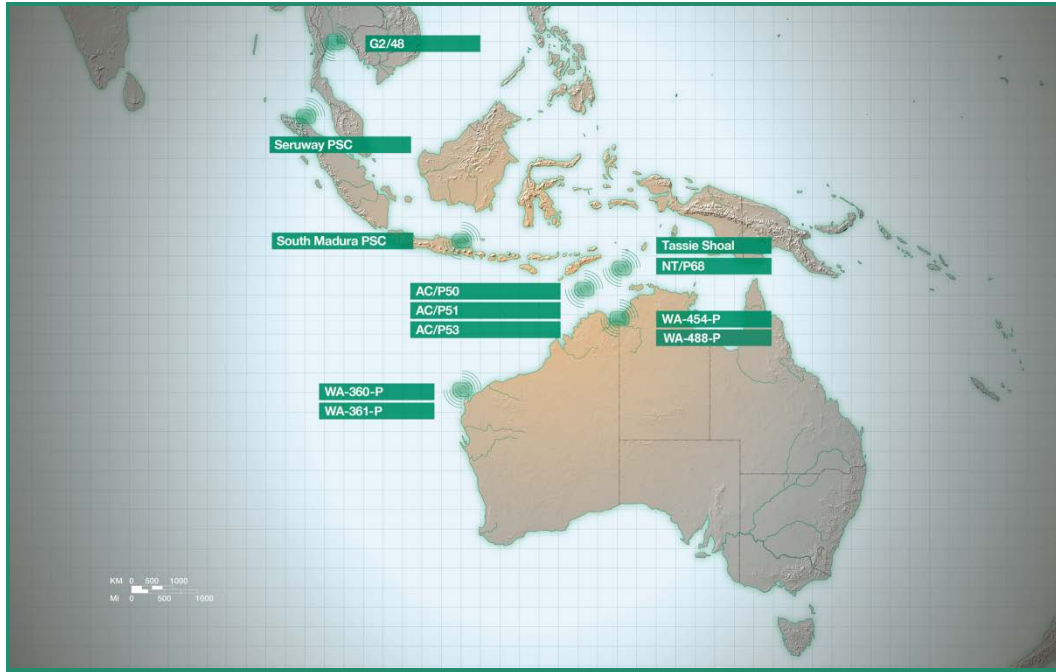 G2/48
Seruway PSC
South Madura PSC
Tassie Shoal
NT/P68
AC/P50
AC/P51
AC/P53
WA-454-P
WA-488-P
WA-360-P
WA-361-P
KM 0 500 1000
Mi 0 500 1000